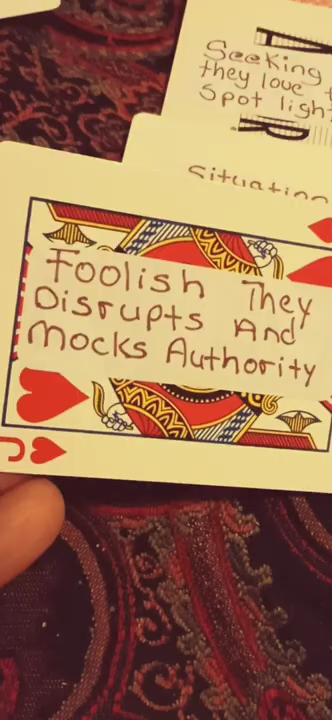 Seeking
they love
spot light
R
Situation
Foolish They
Disrupts And
Mocks Authority
J